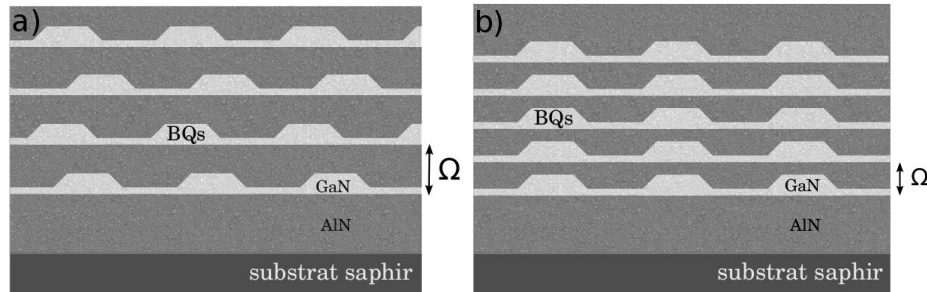 a)
BQs
Ω
GaN
AlN
substrat saphir
b)
BQs
Ω
GaN
AlN
substrat saphir